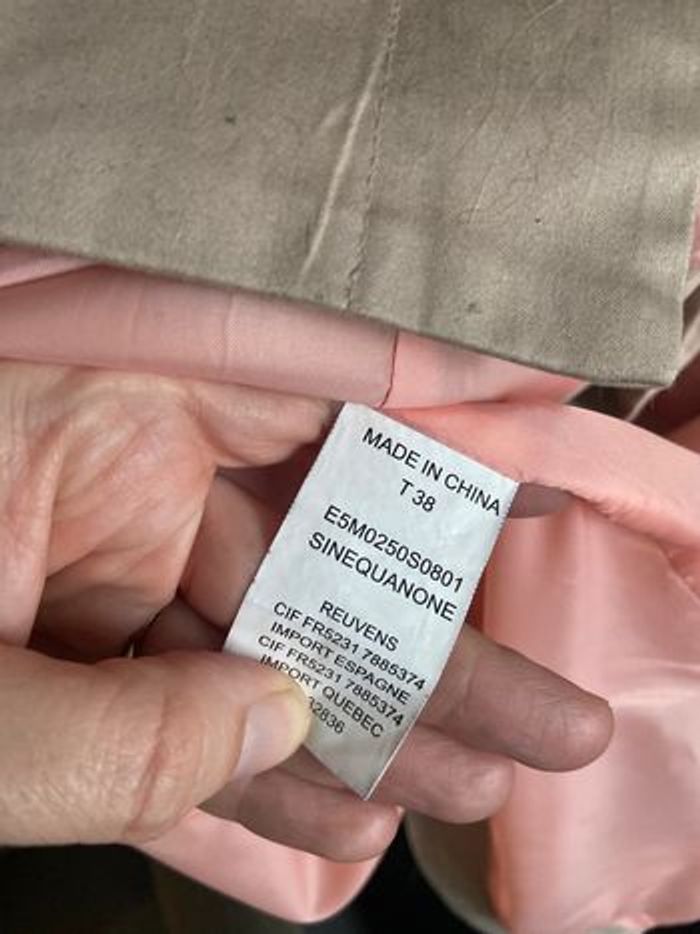 MADE IN CHINA
T 38
E5M0250S0801
SINEQUANONE
REUVENS
CIF FR5231 7885374
IMPORT ESPAGNE
CIF FR5231 7885374
IMPORT QUEBEC